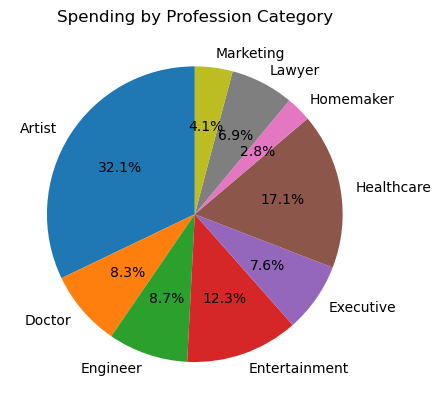 Spending by Profession Category
Marketing
Lawyer
Homemaker
Healthcare
Executive
Entertainment
Engineer
Doctor
Artist
4.1%
6.9%
2.8%
17.1%
7.6%
12.3%
8.7%
8.3%
32.1%